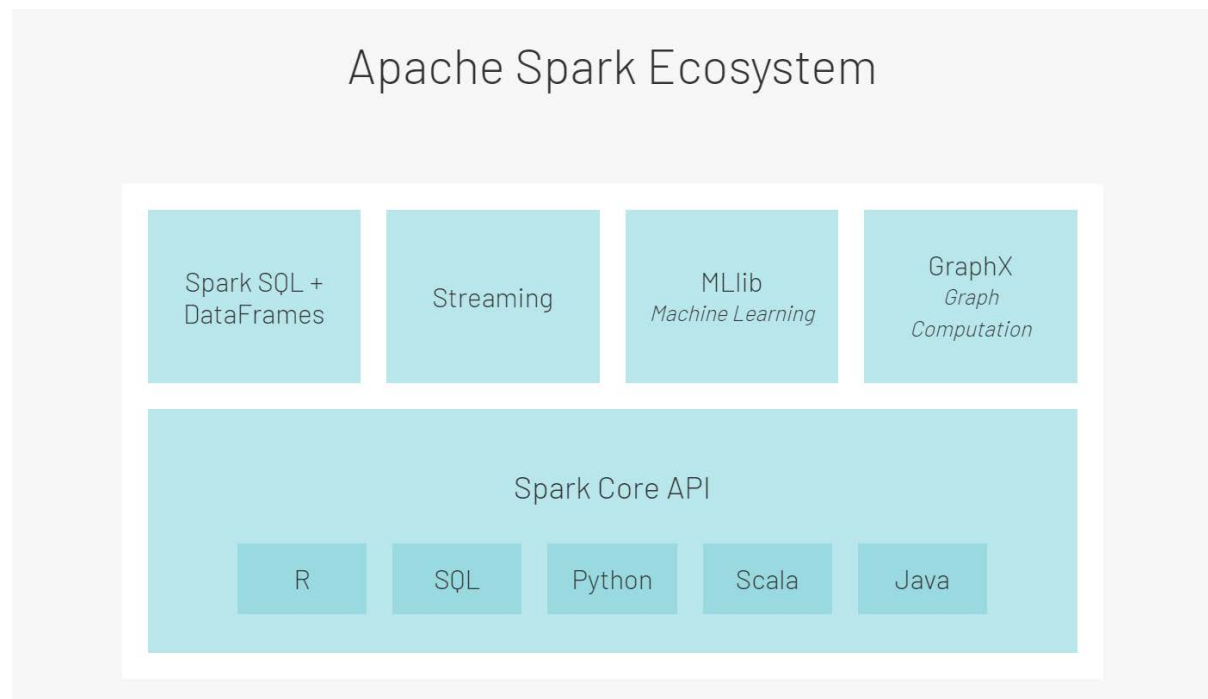 Apache Spark Ecosystem
Spark SQL +
DataFrames
Streaming
MLlib
Machine Learning
GraphX
Graph
Computation
Spark Core API
R
SQL
Python
Scala
Java